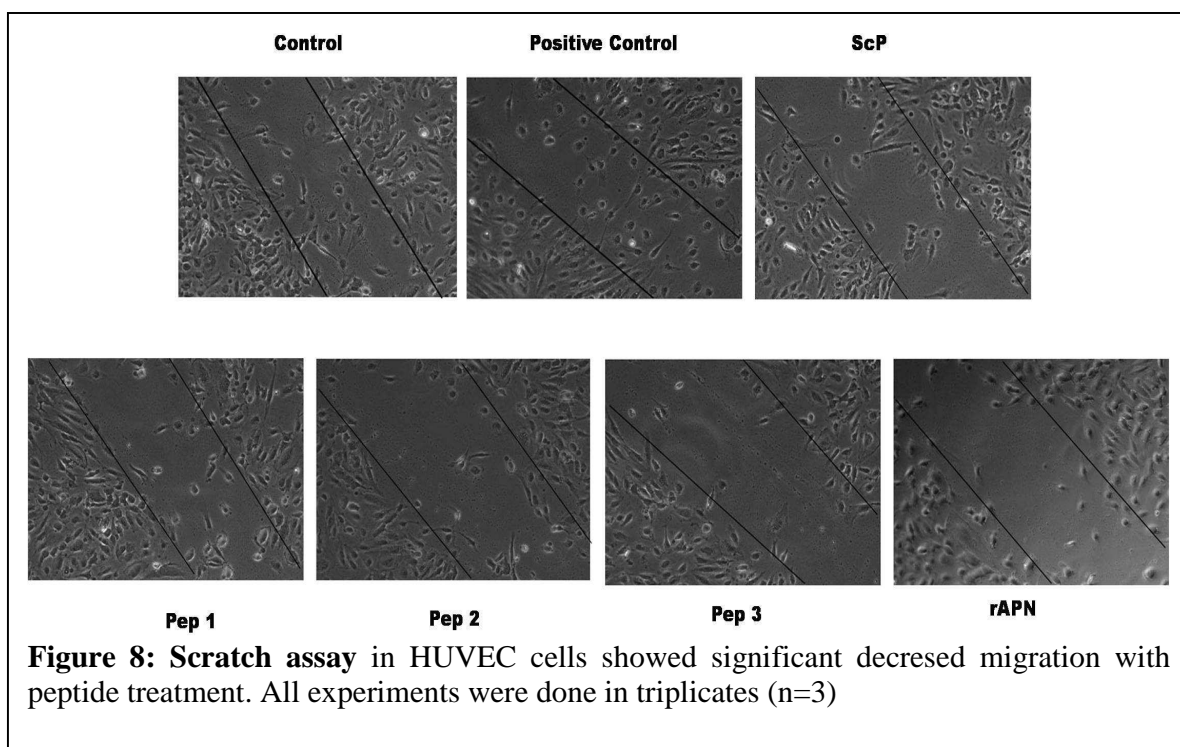 Control Positive Control ScP
Pep 1 Pep 2 Pep 3 rAPN
Figure 8: Scratch assay in HUVEC cells showed significant decresed migration with
peptide treatment. All experiments were done in triplicates (n=3)